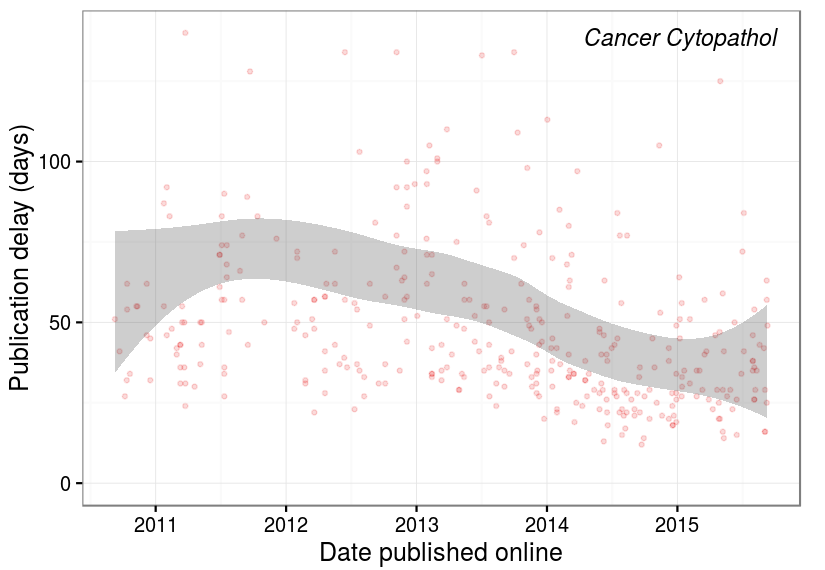 Cancer Cytopathol
Publication delay (days)
100
50
0
2011 2012 2013 2014 2015
Date published online